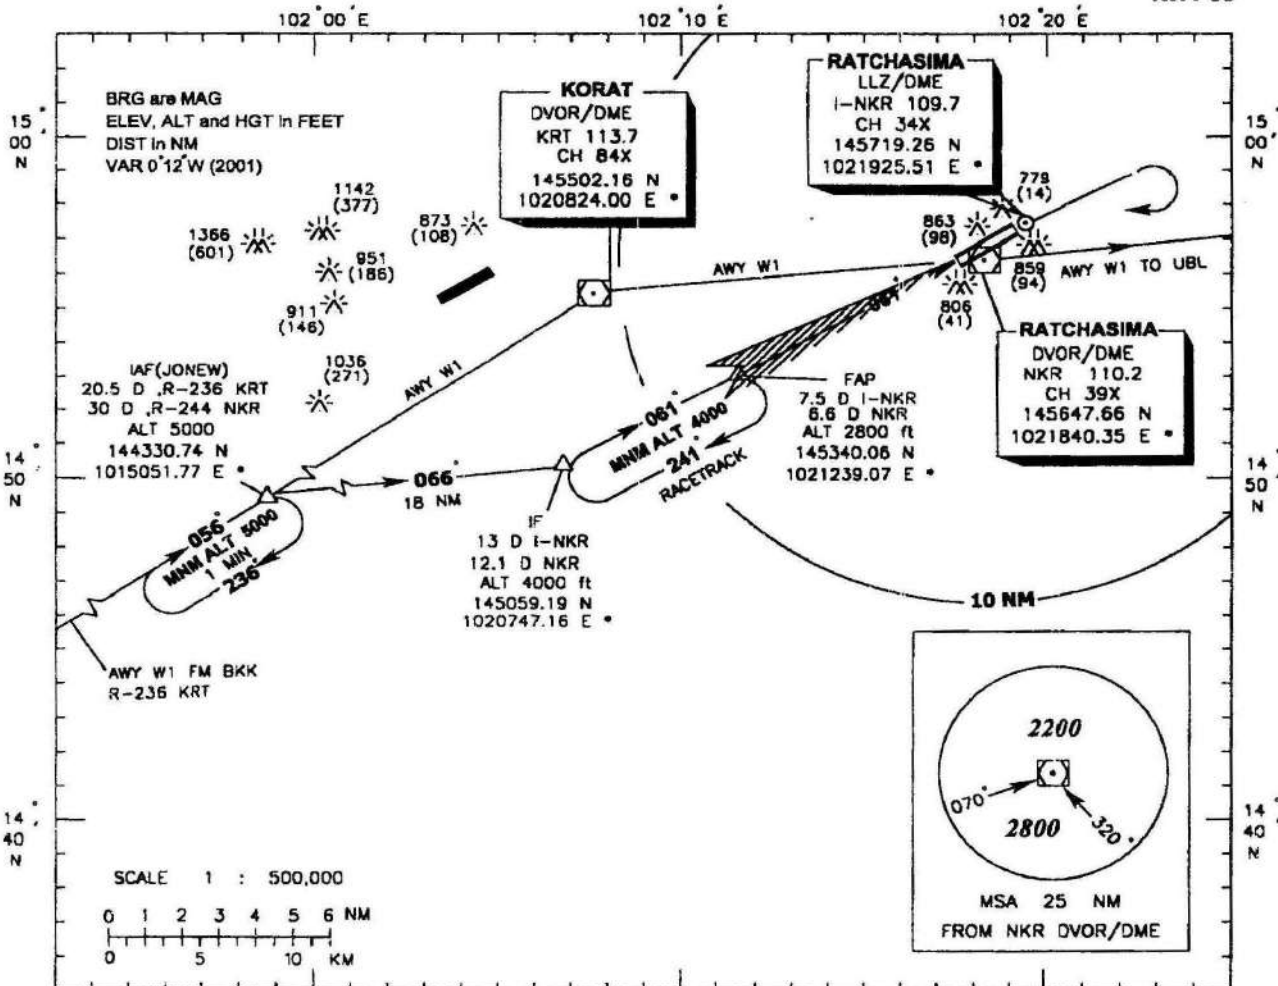 102°00' E
102°10' E
102°20' E
BRG are MAG
ELEV, ALT and HGT in FEET
DIST in NM
VAR 0°12'W (2001)
KORAT
DVOR/DME
KRT 113.7
CH 84X
145502.16 N
1020824.00 E *
RATCHASIMA
LLZ/DME
I-NKR 109.7
CH 34X
145719.26 N
1021925.51 E *
15°
00'
N
15°
00'
N
1142
(377)
1366
(601)
873
(108)
951
(186)
911
(146)
1036
(271)
778
(14)
863
(98)
859
(94)
806
(41)
AWY W1
AWY W1 TO UBL
AWY W1
061°
RATCHASIMA
DVOR/DME
NKR 110.2
CH 39X
145647.66 N
1021840.35 E *
IAF(JONEW)
20.5 D ,R-236 KRT
30 D ,R-244 NKR
ALT 5000
144330.74 N
1015051.77 E *
FAP
7.5 D I-NKR
6.6 D NKR
ALT 2800 ft
145340.06 N
1021239.07 E *
061°
MNM ALT 4000
241°
RACETRACK
066°
18 NM
14°
50'
N
14°
50'
N
056°
MNM ALT 5000
1 MIN
236°
IF
13 D I-NKR
12.1 D NKR
ALT 4000 ft
145059.19 N
1020747.16 E *
10 NM
AWY W1 FM BKK
R-236 KRT
2200
070°
2800
320°
MSA 25 NM
FROM NKR DVOR/DME
14°
40'
N
14°
40'
N
SCALE 1 : 500,000
0 1 2 3 4 5 6 NM
0 5 10 KM